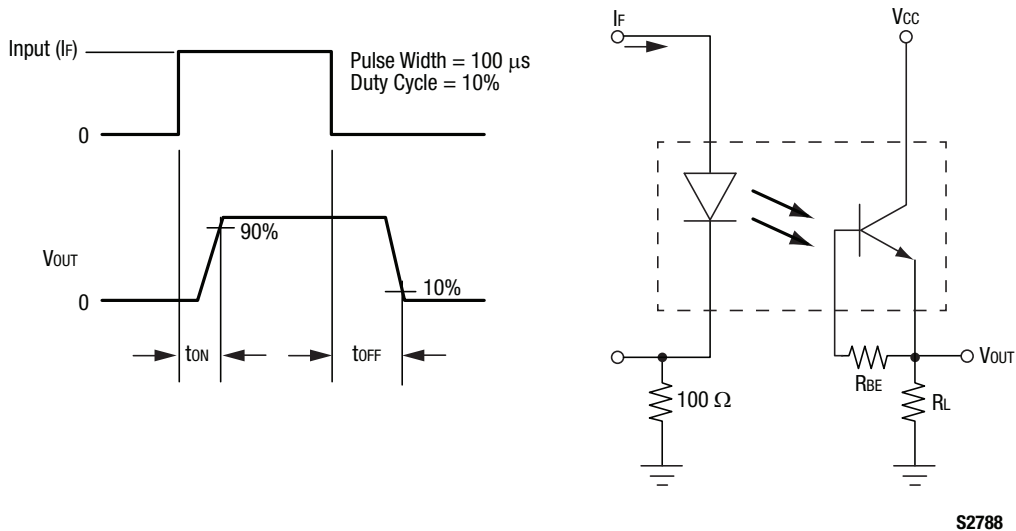 Input (IF)
0
Pulse Width = 100 μs
Duty Cycle = 10%
VOUT
0
90%
10%
tON
tOFF
IF
VCC
VOUT
RBE
RL
100 Ω
S2788